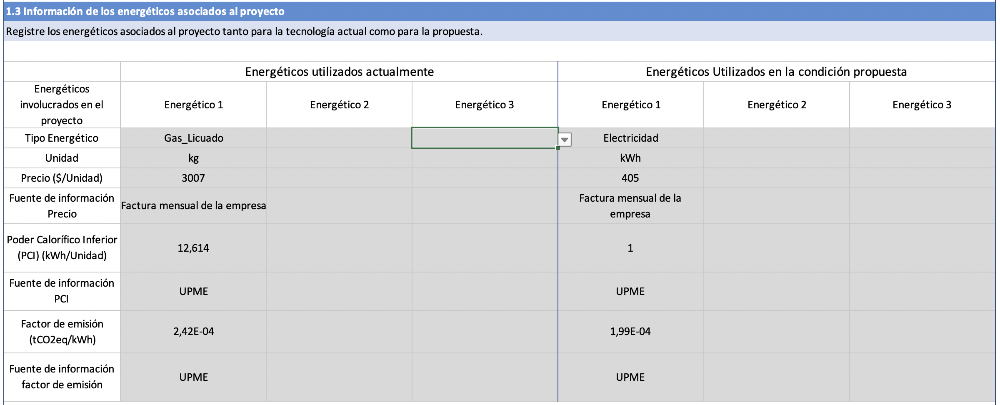 1.3 Información de los energéticos asociados al proyecto
Registre los energéticos asociados al proyecto tanto para la tecnología actual como para la propuesta.
Energéticos utilizados actualmente
Energéticos Utilizados en la condición propuesta
Energéticos
involucrados en el
proyecto
Energético 1
Energético 2
Energético 3
Energético 1
Energético 2
Energético 3
Tipo Energético
Gas_Licuado
Electricidad
Unidad
kg
kWh
Precio ($/Unidad)
3007
405
Fuente de información
Precio
Factura mensual de la empresa
Factura mensual de la
empresa
Poder Calorífico Inferior
(PCI) (kWh/Unidad)
12,614
1
Fuente de información
PCI
UPME
UPME
Factor de emisión
(tCO2eq/kWh)
2,42E-04
1,99E-04
Fuente de información
factor de emisión
UPME
UPME